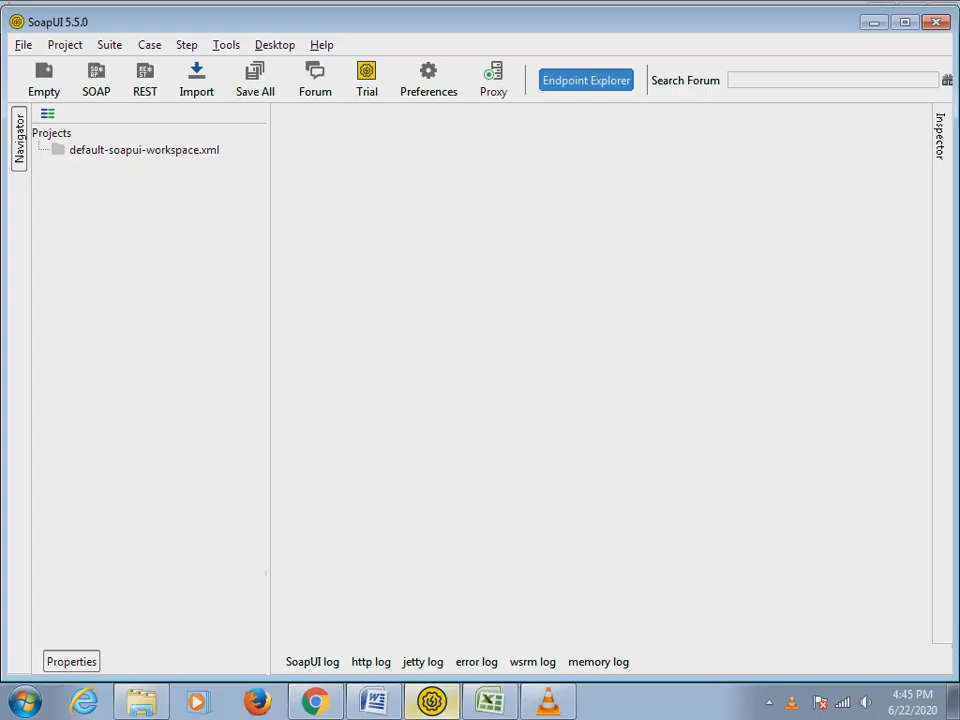 SoapUI 5.5.0
File Project Suite Case Step Tools Desktop Help
Empty SOAP REST Import Save All Forum Trial Preferences Proxy Endpoint Explorer Search Forum
Navigator
Projects
default-soapui-workspace.xml
Inspector
Properties
SoapUI log http log jetty log error log wsrm log memory log
4:45 PM
6/22/2020